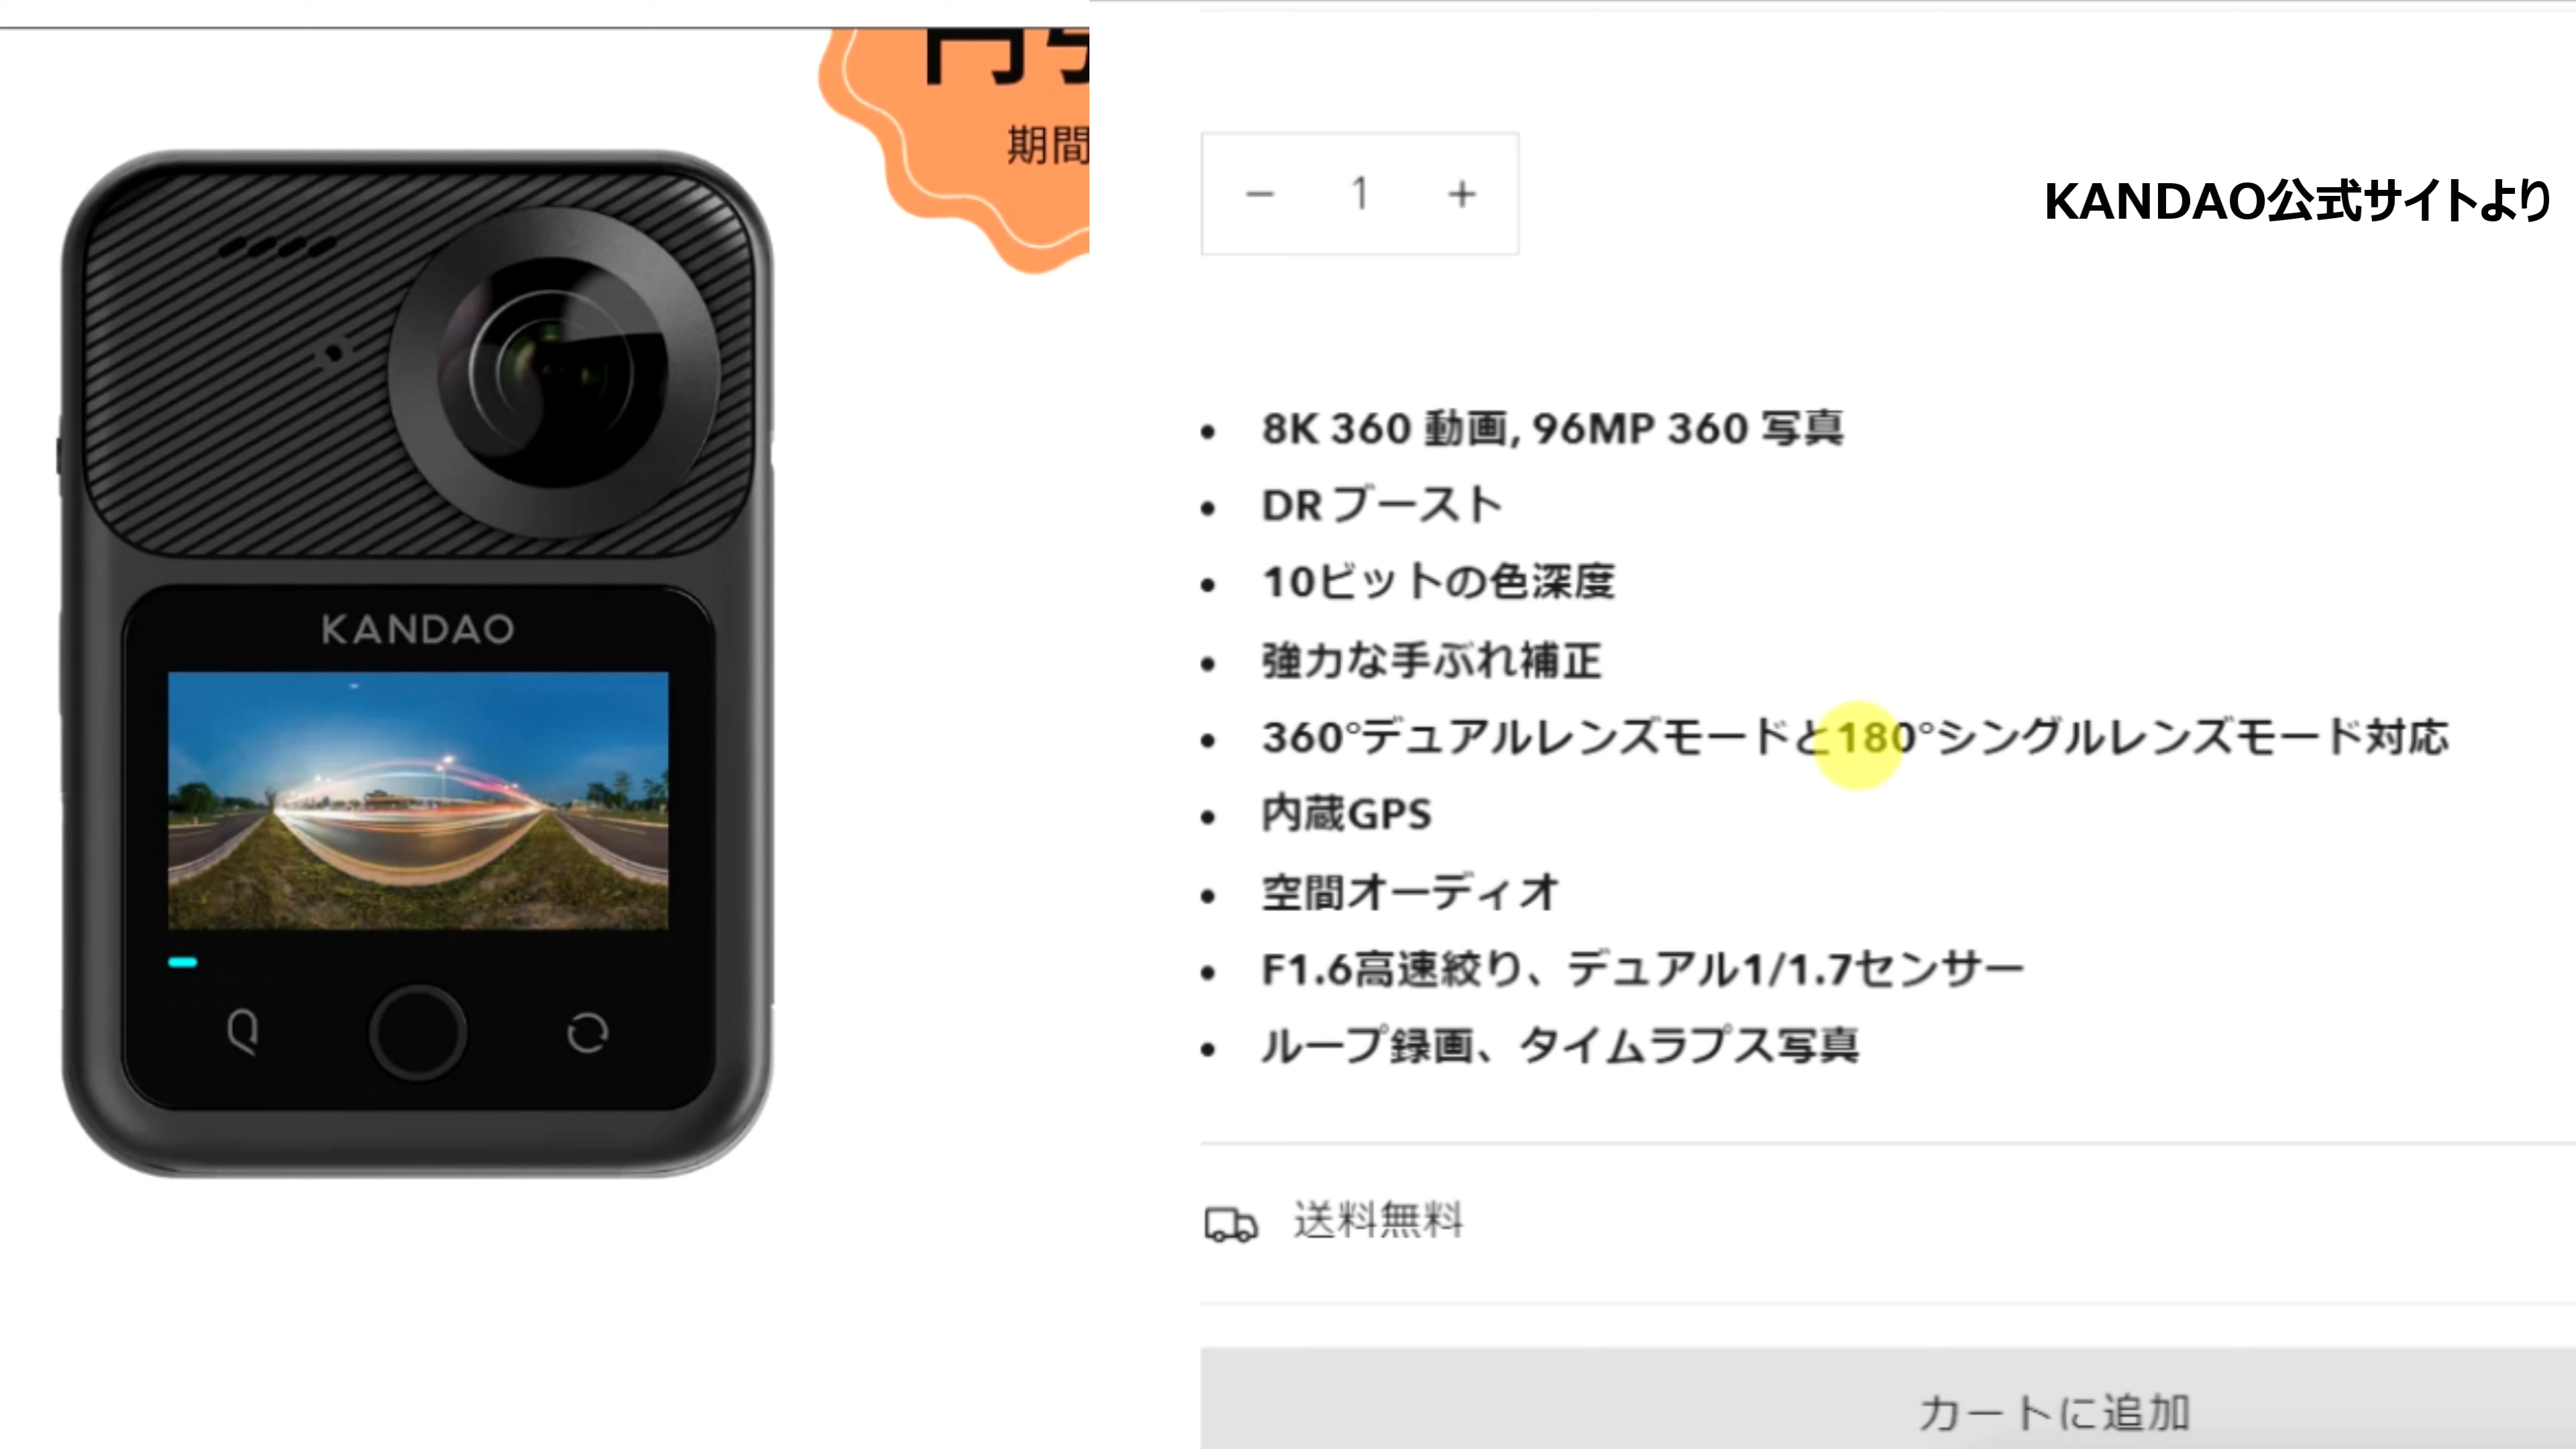 期間
KANDAO
1
KANDAO公式サイトより
8K 360 動画, 96MP 360 写真
DR ブースト
10ビットの色深度
強力な手ぶれ補正
360°デュアルレンズモードと180°シングルレンズモード対応
内蔵GPS
空間オーディオ
F1.6高速絞り、デュアル1/1.7センサー
ループ録画、タイムラプス写真
送料無料
カートに追加